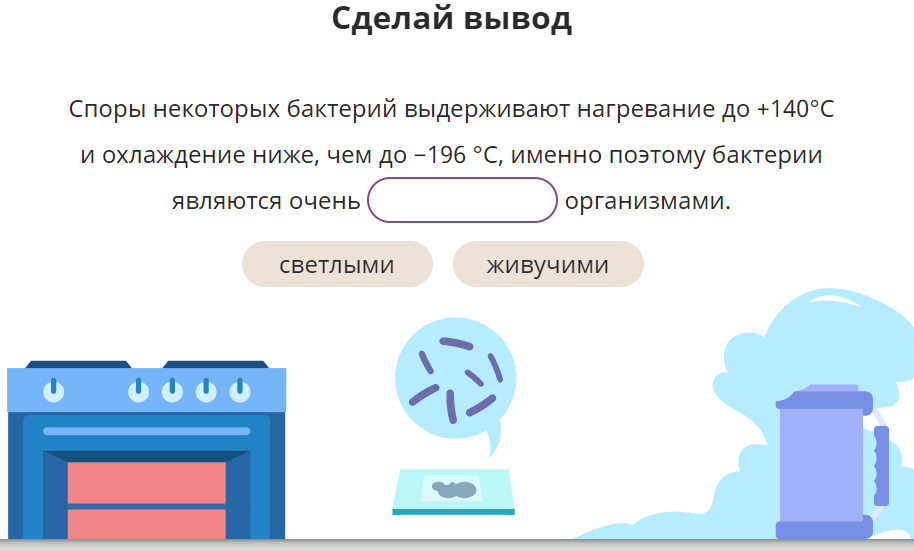 Сделай вывод
Споры некоторых бактерий выдерживают нагревание до +140°C
и охлаждение ниже, чем до −196 °C, именно поэтому бактерии
являются очень организмами.
светлыми живучими